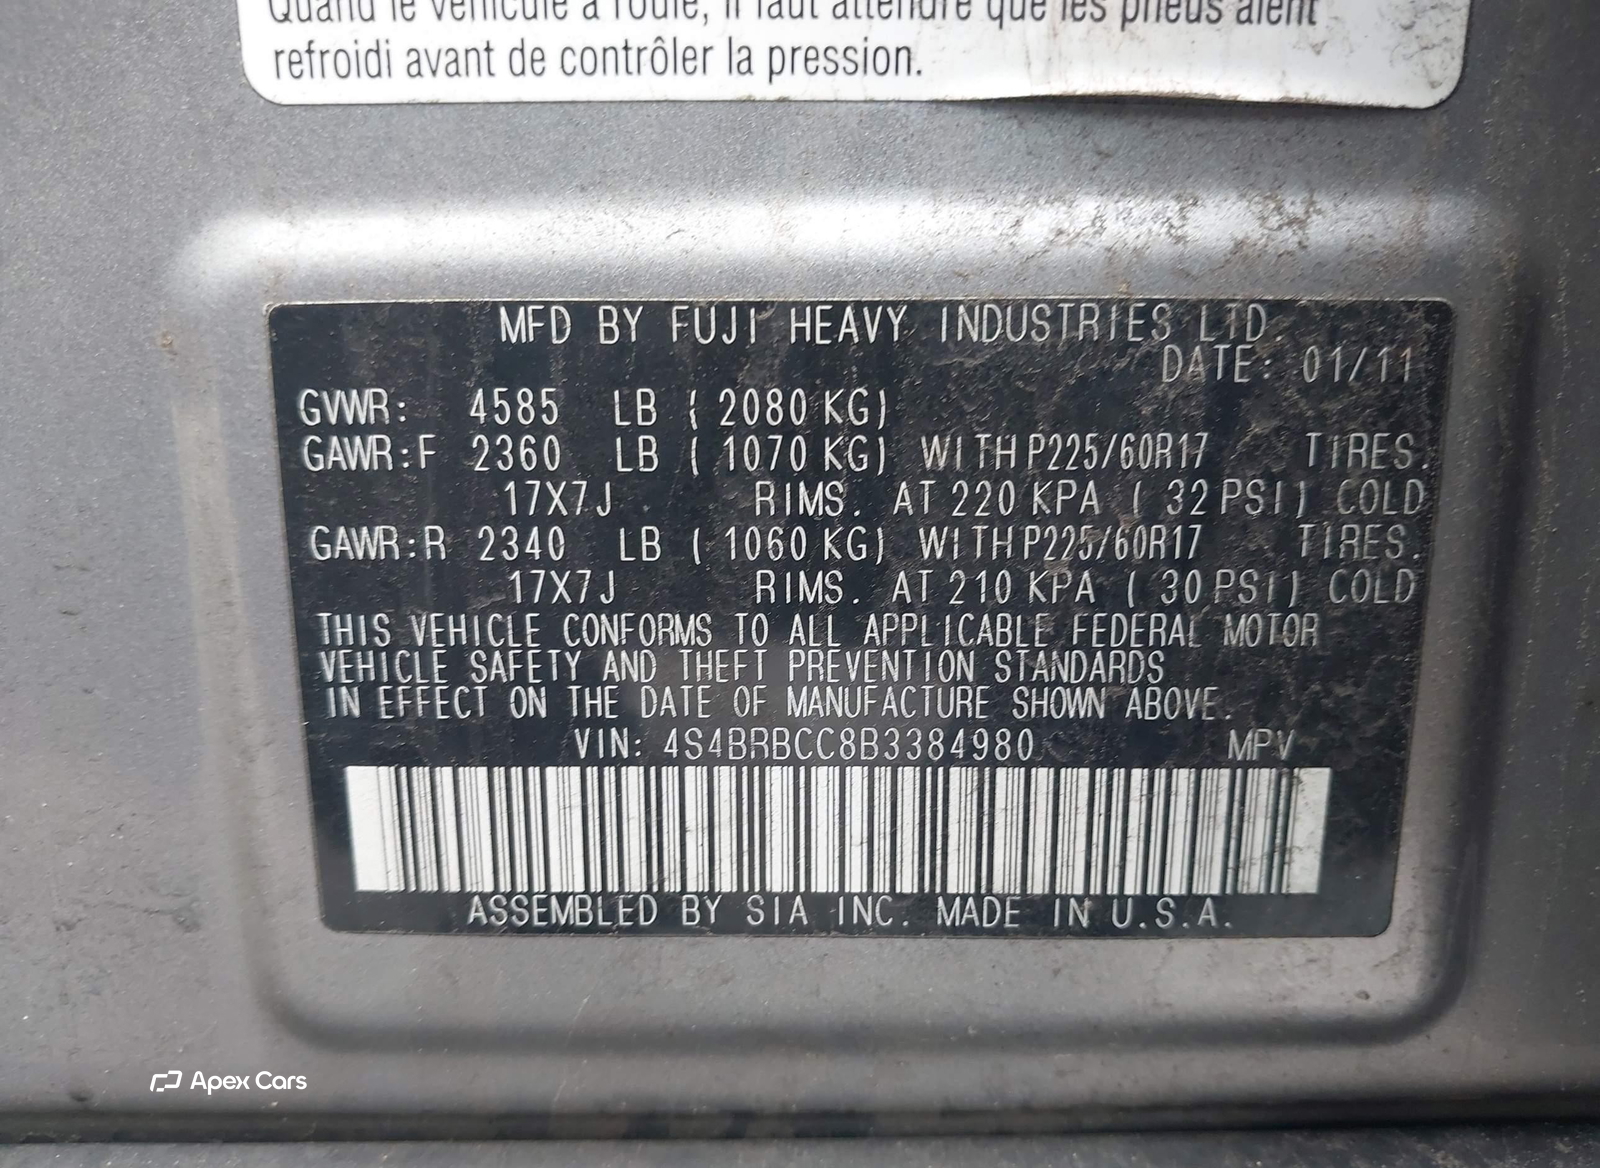 Quand le véhicule a roulé, il faut attendre que les pneus aient
refroidi avant de contrôler la pression.
MFD BY FUJI HEAVY INDUSTRIES LTD.
DATE: 01/11
GVWR: 4585 LB ( 2080 KG)
GAWR:F 2360 LB ( 1070 KG) WITH P225/60R17 TIRES.
17X7J RIMS. AT 220 KPA ( 32 PSI) COLD
GAWR:R 2340 LB ( 1060 KG) WITH P225/60R17 TIRES.
17X7J RIMS. AT 210 KPA ( 30 PSI) COLD
THIS VEHICLE CONFORMS TO ALL APPLICABLE FEDERAL MOTOR
VEHICLE SAFETY AND THEFT PREVENTION STANDARDS
IN EFFECT ON THE DATE OF MANUFACTURE SHOWN ABOVE.
VIN: 4S4BRBCC8B3384980 MPV
ASSEMBLED BY SIA INC. MADE IN U.S.A.
Apex Cars